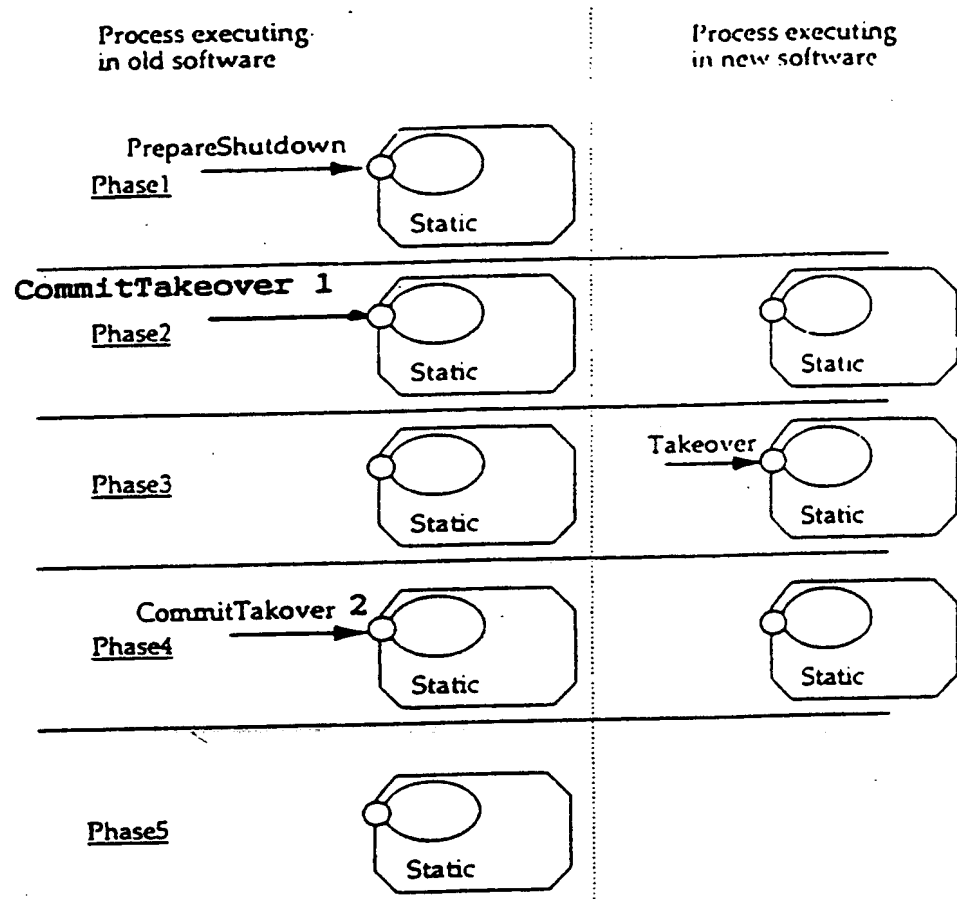 Process executing
in old software
Process executing
in new software
PrepareShutdown
Phase1
Static
CommitTakeover 1
Phase2
Static
Static
Takeover
Phase3
Static
Static
CommitTakover 2
Phase4
Static
Static
Phase5
Static